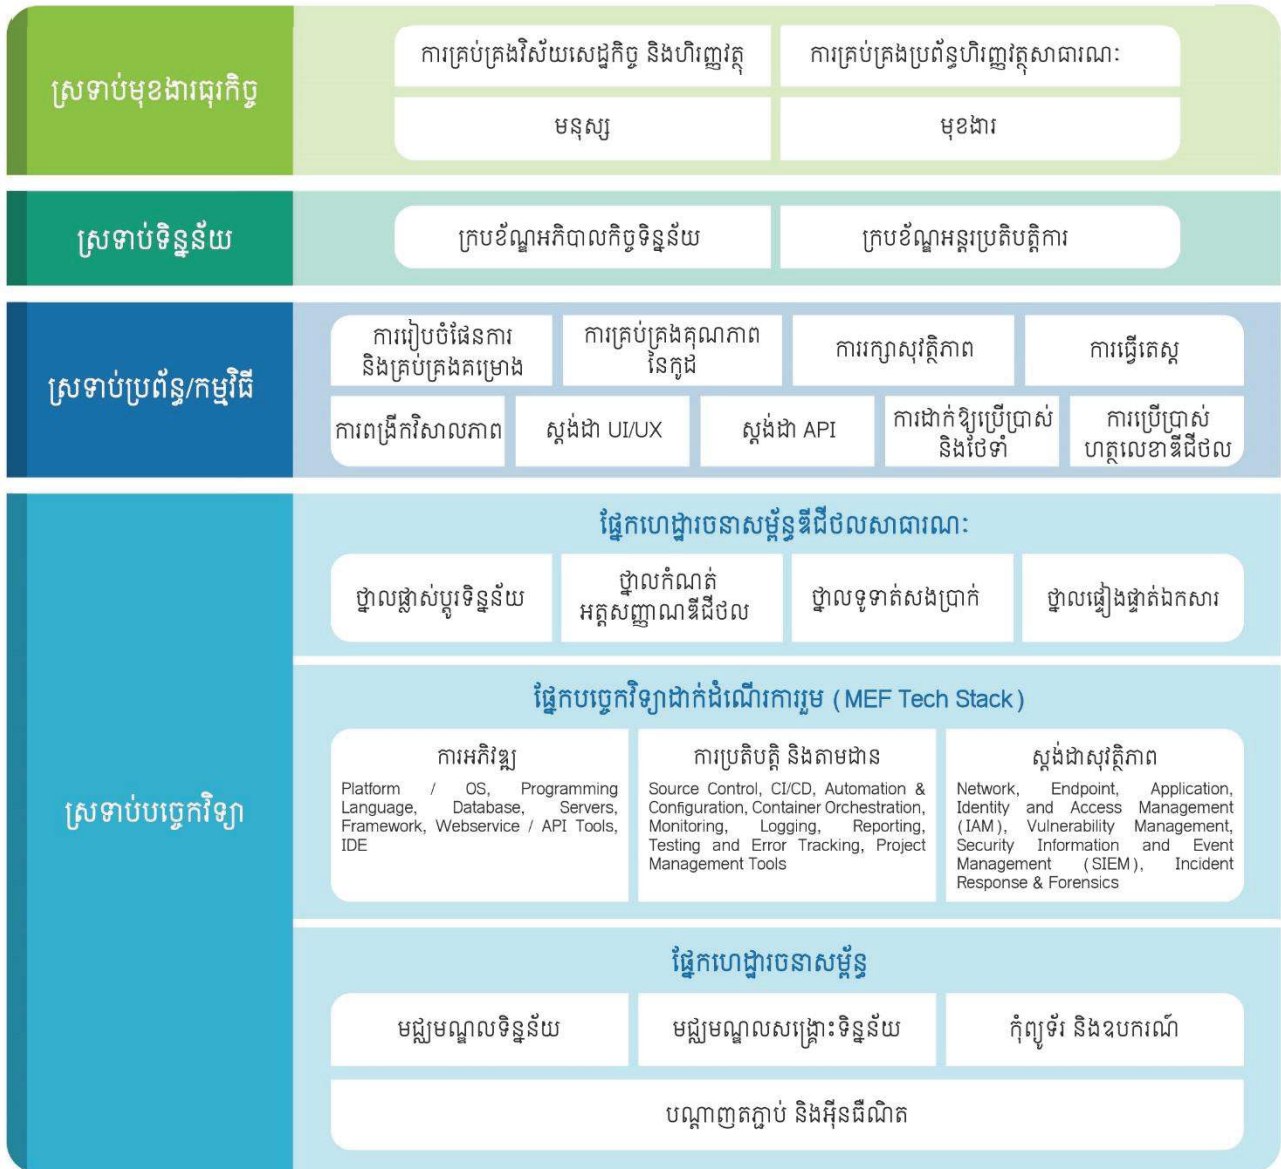 ស្រទាប់មុខងារធុរកិច្ច
ការគ្រប់គ្រងវិស័យសេដ្ឋកិច្ច និងហិរញ្ញវត្ថុ
ការគ្រប់គ្រងប្រព័ន្ធហិរញ្ញវត្ថុសាធារណៈ
មនុស្ស
មុខងារ
ស្រទាប់ទិន្នន័យ
ក្របខ័ណ្ឌអភិបាលកិច្ចទិន្នន័យ
ក្របខ័ណ្ឌអន្តរប្រតិបត្តិការ
ស្រទាប់ប្រព័ន្ធ/កម្មវិធី
ការរៀបចំផែនការ
និងគ្រប់គ្រងគម្រោង
ការគ្រប់គ្រងគុណភាព
នៃកូដ
ការរក្សាសុវត្ថិភាព
ការធ្វើតេស្ត
ការពង្រីកវិសាលភាព
ស្តង់ដា UI/UX
ស្តង់ដា API
ការដាក់ឱ្យប្រើប្រាស់
និងថែទាំ
ការប្រើប្រាស់
ហត្ថលេខាឌីជីថល
ស្រទាប់បច្ចេកវិទ្យា
ផ្នែកហេដ្ឋារចនាសម្ព័ន្ធឌីជីថលសាធារណៈ
ថ្នាលផ្លាស់ប្តូរទិន្នន័យ
ថ្នាលកំណត់
អត្តសញ្ញាណឌីជីថល
ថ្នាលទូទាត់សងប្រាក់
ថ្នាលផ្ទៀងផ្ទាត់ឯកសារ
ផ្នែកបច្ចេកវិទ្យាដាក់ដំណើរការរួម (MEF Tech Stack)
ការអភិវឌ្ឍ
Platform / OS, Programming
Language, Database, Servers,
Framework, Webservice / API Tools,
IDE
ការប្រតិបត្តិ និងតាមដាន
Source Control, CI/CD, Automation &
Configuration, Container Orchestration,
Monitoring, Logging, Reporting,
Testing and Error Tracking, Project
Management Tools
ស្តង់ដាសុវត្ថិភាព
Network, Endpoint, Application,
Identity and Access Management
(IAM), Vulnerability Management,
Security Information and Event
Management (SIEM), Incident
Response & Forensics
ផ្នែកហេដ្ឋារចនាសម្ព័ន្ធ
មជ្ឈមណ្ឌលទិន្នន័យ
មជ្ឈមណ្ឌលសង្គ្រោះទិន្នន័យ
កុំព្យូទ័រ និងឧបករណ៍
បណ្តាញតភ្ជាប់ និងអ៊ីនធឺណិត